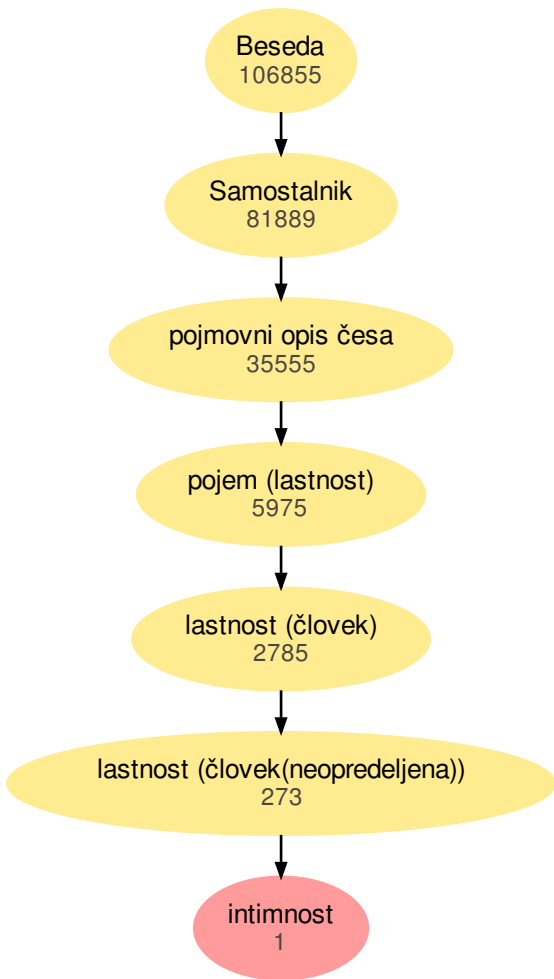 Beseda
106855
Samostalnik
81889
pojmovni opis česa
35555
pojem (lastnost)
5975
lastnost (človek)
2785
lastnost (človek(neopredeljena))
273
intimnost
1